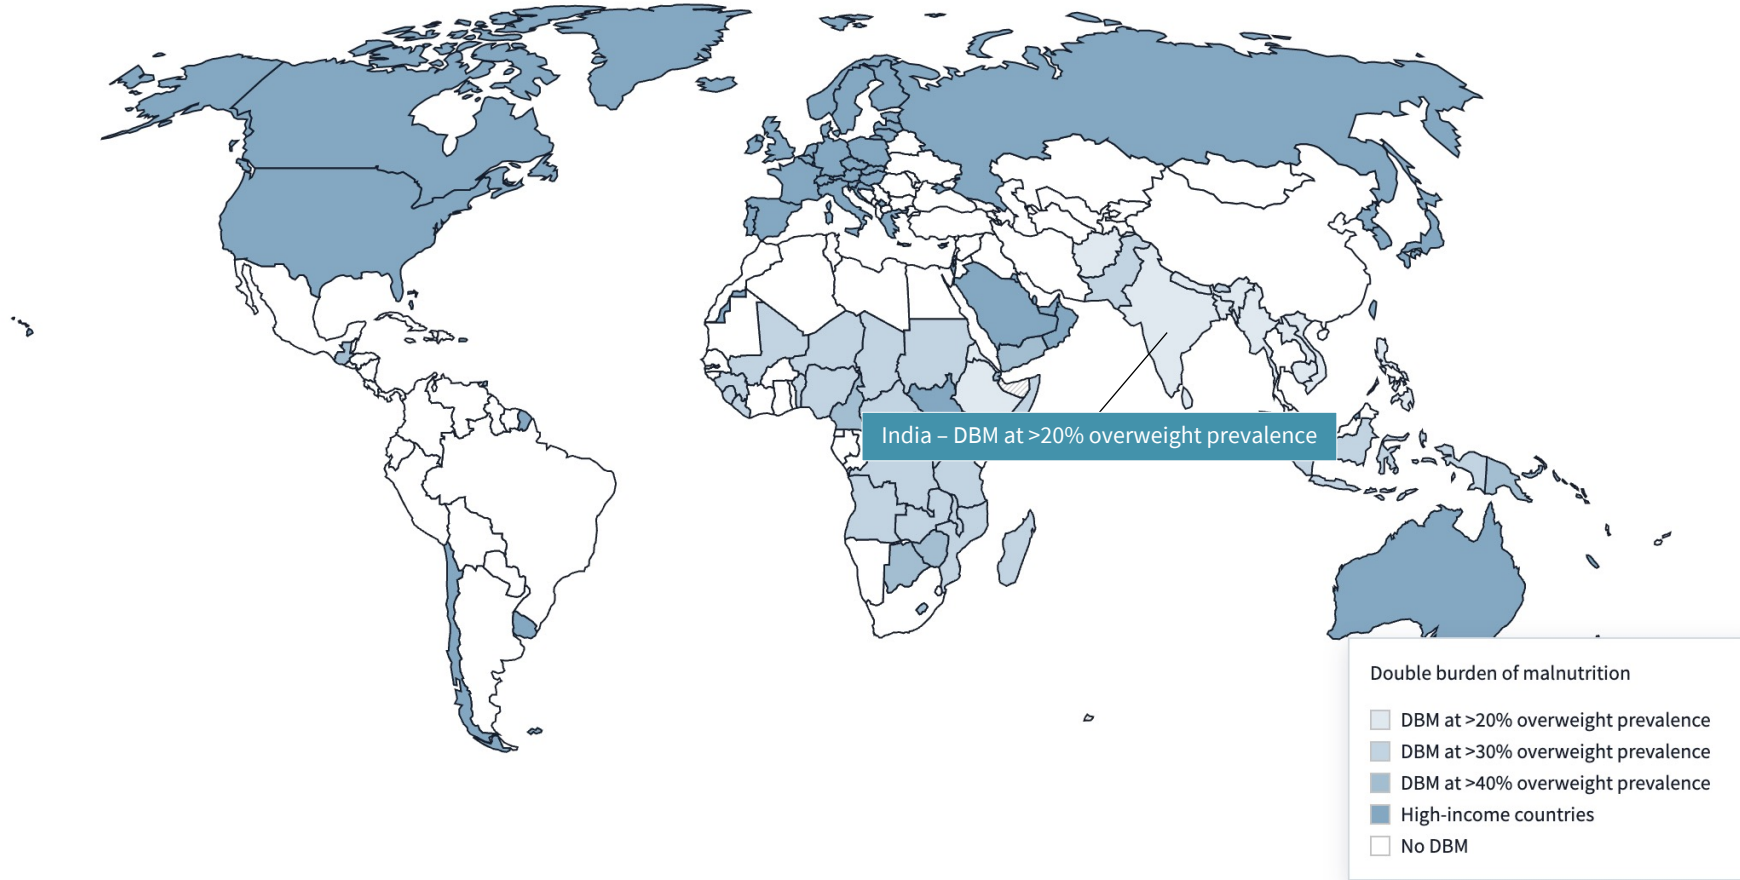 India – DBM at >20% overweight prevalence
Double burden of malnutrition
DBM at >20% overweight prevalence
DBM at >30% overweight prevalence
DBM at >40% overweight prevalence
High-income countries
No DBM